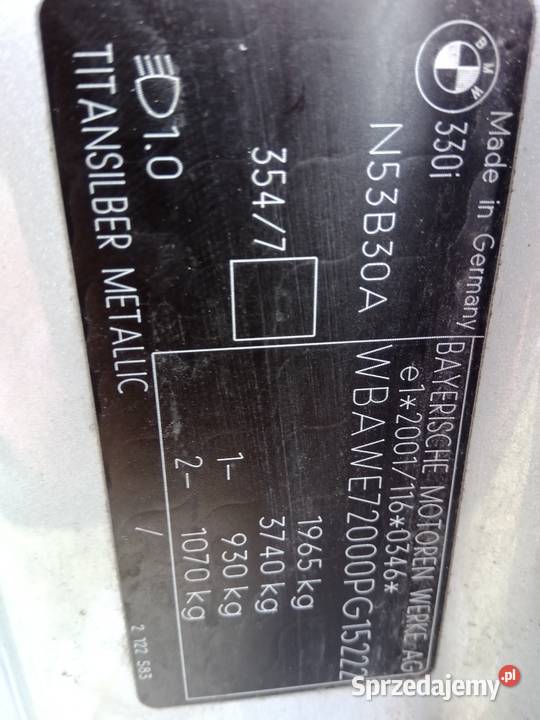 BMW
Made in Germany
330i
BAYERISCHE MOTOREN WERKE AG
e1*2001/116*0346*
N53B30A
WBAWE72000PG15222
354/7
1965 kg
3740 kg
1- 930 kg
2- 1070 kg
1.0
TITANSILBER METALLIC
/
2 122 583
Sprzedajemy.pl